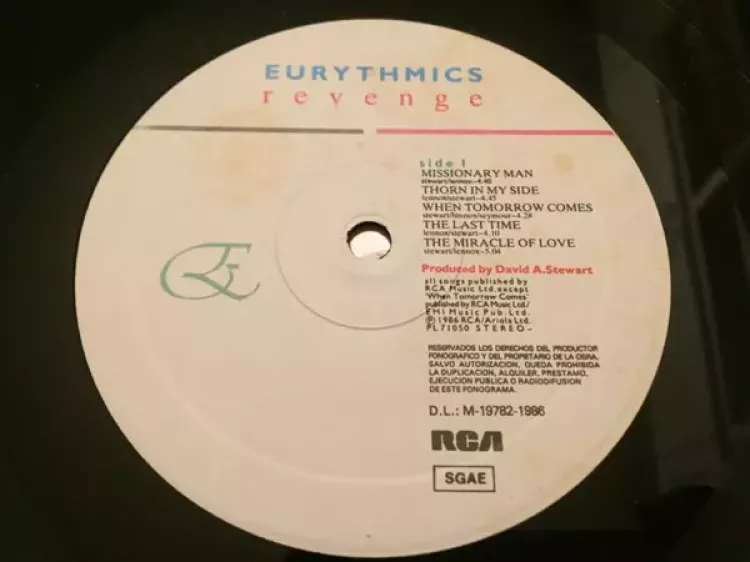 EURYTHMICS
revenge
side 1
MISSIONARY MAN
stewart/lennox-4.40
THORN IN MY SIDE
lennox/stewart-4.45
WHEN TOMORROW COMES
stewart/lennox/seymour-4.28
THE LAST TIME
lennox/stewart-4.10
THE MIRACLE OF LOVE
stewart/lennox-5.04
Produced by David A.Stewart
all songs published by
RCA Music Ltd.except
'When Tomorrow Comes'
published by RCA Music Ltd./
EMI Music Pub.Ltd.
℗ 1986 RCA/Ariola Ltd.
PL71050 STEREO-
RESERVADOS LOS DERECHOS DEL PRODUCTOR
FONOGRAFICO Y DEL PROPIETARIO DE LA OBRA.
SALVO AUTORIZACION, QUEDA PROHIBIDA
LA DUPLICACION, ALQUILER, PRESTAMO,
EJECUCION PUBLICA O RADIODIFUSION
DE ESTE FONOGRAMA.
D.L.: M-19782-1986
RCA
SGAE